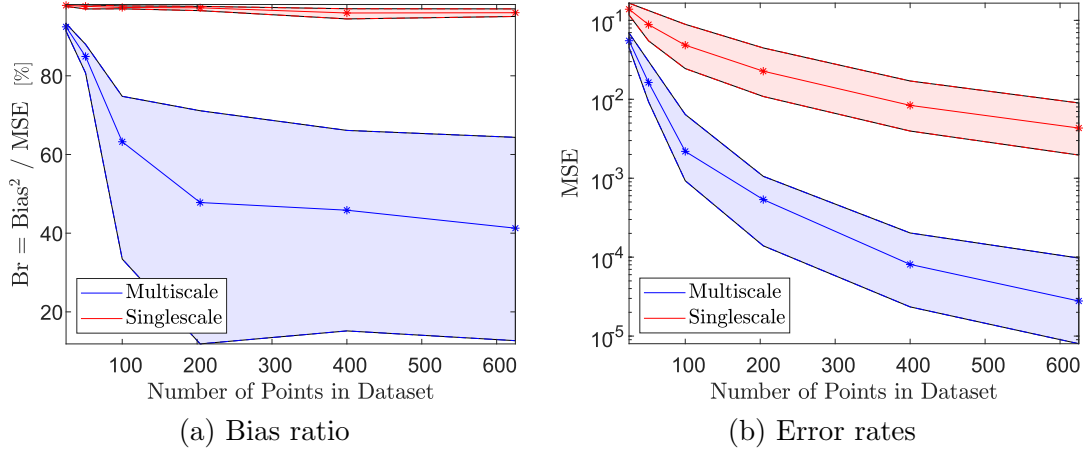 Br = Bias² / MSE [%]
80
60
40
20
Multiscale
Singlescale
100 200 300 400 500 600
Number of Points in Dataset
(a) Bias ratio
MSE
10⁻¹
10⁻²
10⁻³
10⁻⁴
10⁻⁵
Multiscale
Singlescale
100 200 300 400 500 600
Number of Points in Dataset
(b) Error rates